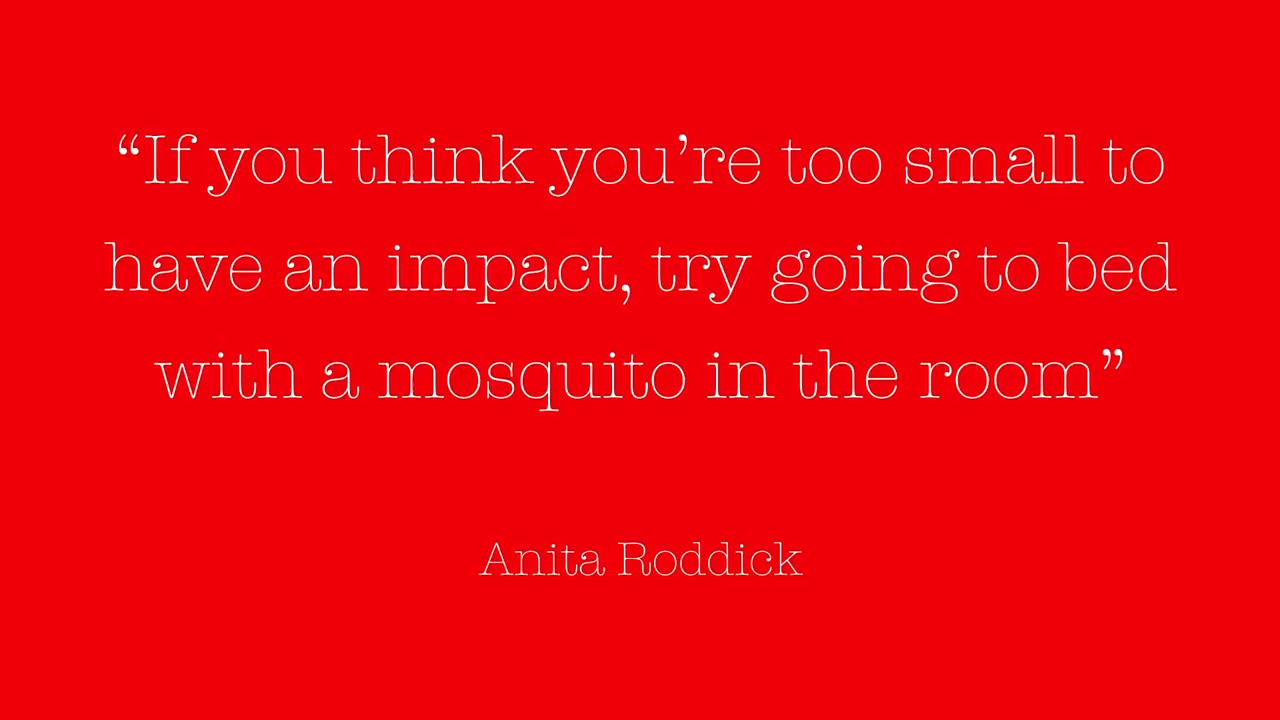 “If you think you’re too small to
have an impact, try going to bed
with a mosquito in the room”
Anita Roddick